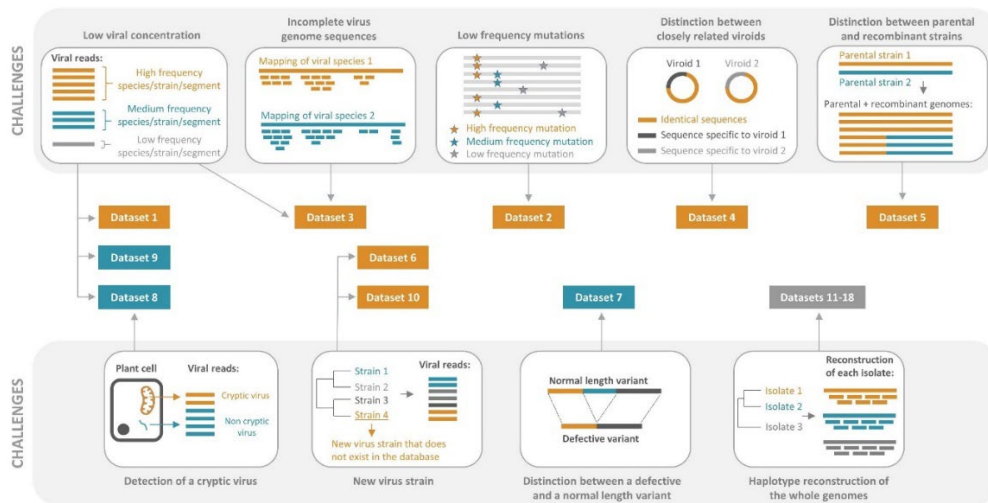 CHALLENGES
Low viral concentration
Viral reads:
High frequency
species/strain/segment
Medium frequency
species/strain/segment
Low frequency
species/strain/segment
Incomplete virus
genome sequences
Mapping of viral species 1
Mapping of viral species 2
Low frequency mutations
High frequency mutation
Medium frequency mutation
Low frequency mutation
Distinction between
closely related viroids
Viroid 1
Viroid 2
Identical sequences
Sequence specific to viroid 1
Sequence specific to viroid 2
Distinction between parental
and recombinant strains
Parental strain 1
Parental strain 2
Parental + recombinant genomes:
Dataset 1
Dataset 3
Dataset 2
Dataset 4
Dataset 5
Dataset 9
Dataset 6
Dataset 8
Dataset 10
Dataset 7
Datasets 11-18
CHALLENGES
Plant cell
Viral reads:
Cryptic virus
Non cryptic
virus
Detection of a cryptic virus
Strain 1
Strain 2
Strain 3
Strain 4
Viral reads:
New virus strain that does
not exist in the database
New virus strain
Normal length variant
Defective variant
Distinction between a defective
and a normal length variant
Reconstruction
of each isolate:
Isolate 1
Isolate 2
Isolate 3
Haplotype reconstruction of
the whole genomes